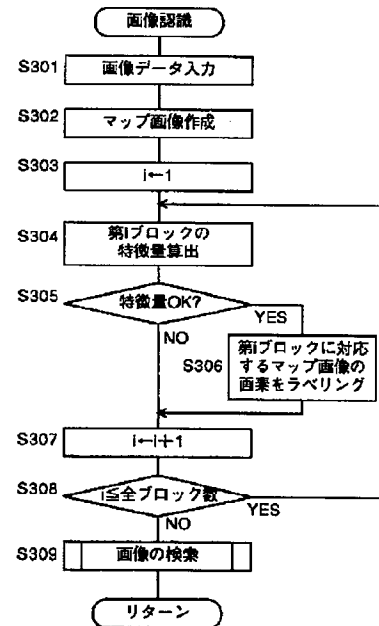 画像認識
S301
画像データ入力
S302
マップ画像作成
S303
i←1
S304
第iブロックの
特徴量算出
S305
特徴量OK?
YES
NO
S306
第iブロックに対応
するマップ画像の
画素をラベリング
S307
i←i+1
S308
i≦全ブロック数
YES
NO
S309
画像の検索
リターン